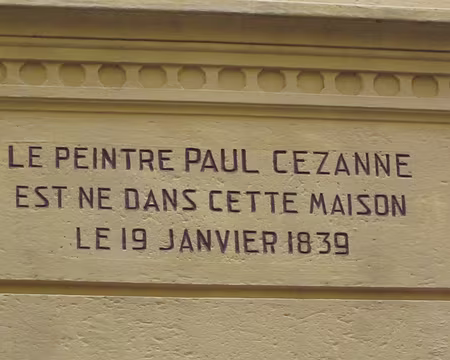 LE PEINTRE PAUL CEZANNE
EST NE DANS CETTE MAISON
LE 19 JANVIER 1839